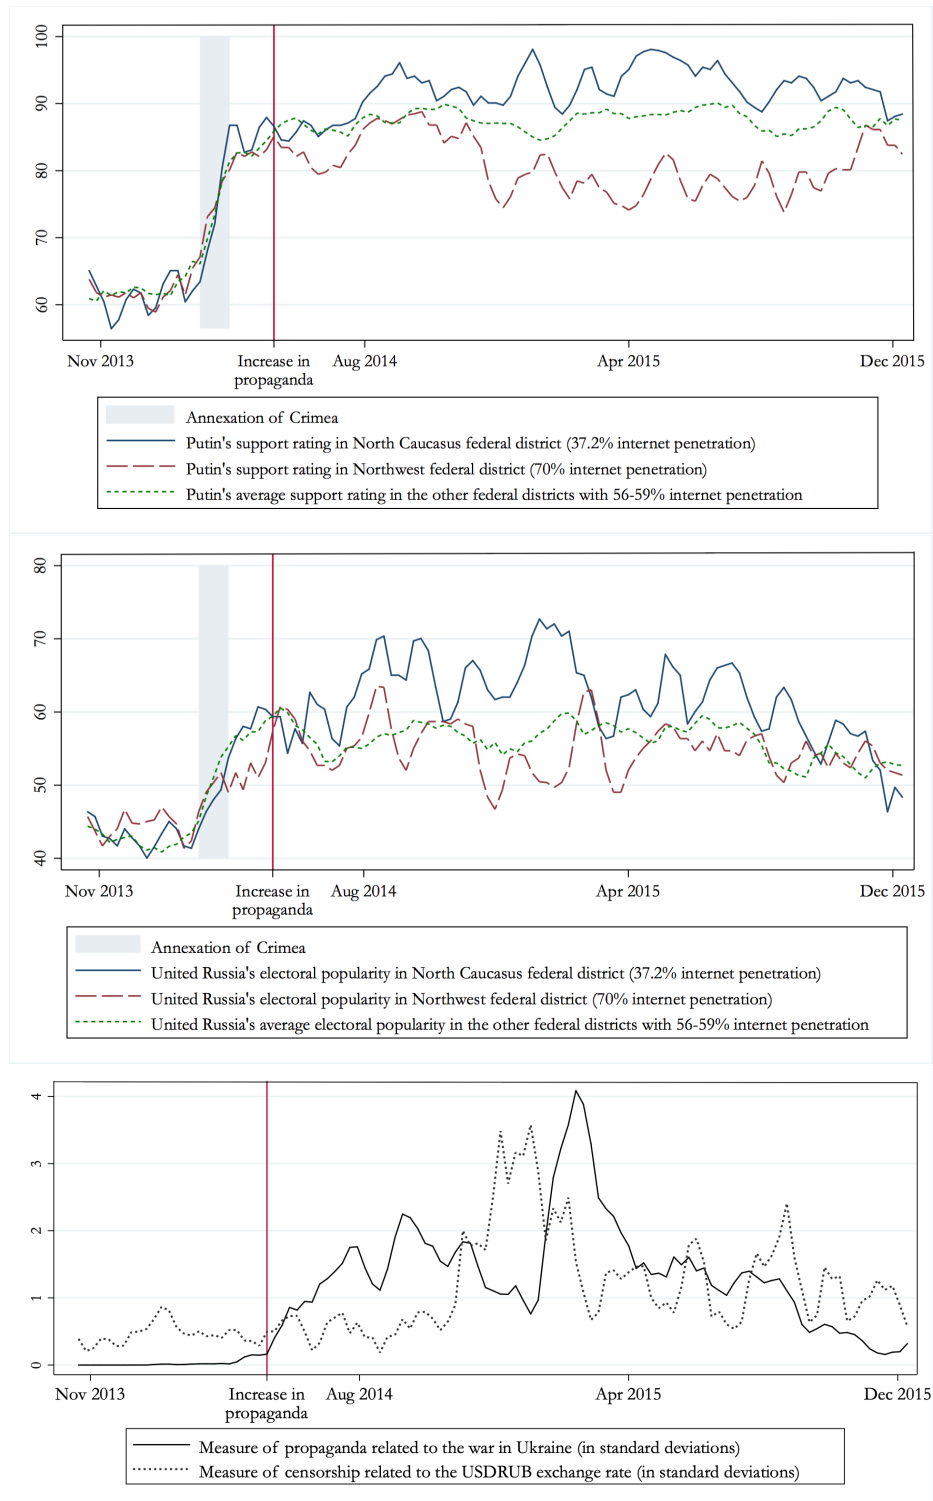 100
90
80
70
60
Nov 2013
Increase in
propaganda
Aug 2014
Apr 2015
Dec 2015
Annexation of Crimea
Putin's support rating in North Caucasus federal district (37.2% internet penetration)
Putin's support rating in Northwest federal district (70% internet penetration)
Putin's average support rating in the other federal districts with 56-59% internet penetration
80
70
60
50
40
Nov 2013
Increase in
propaganda
Aug 2014
Apr 2015
Dec 2015
Annexation of Crimea
United Russia's electoral popularity in North Caucasus federal district (37.2% internet penetration)
United Russia's electoral popularity in Northwest federal district (70% internet penetration)
United Russia's average electoral popularity in the other federal districts with 56-59% internet penetration
4
3
2
1
0
Nov 2013
Increase in
propaganda
Aug 2014
Apr 2015
Dec 2015
Measure of propaganda related to the war in Ukraine (in standard deviations)
Measure of censorship related to the USDRUB exchange rate (in standard deviations)